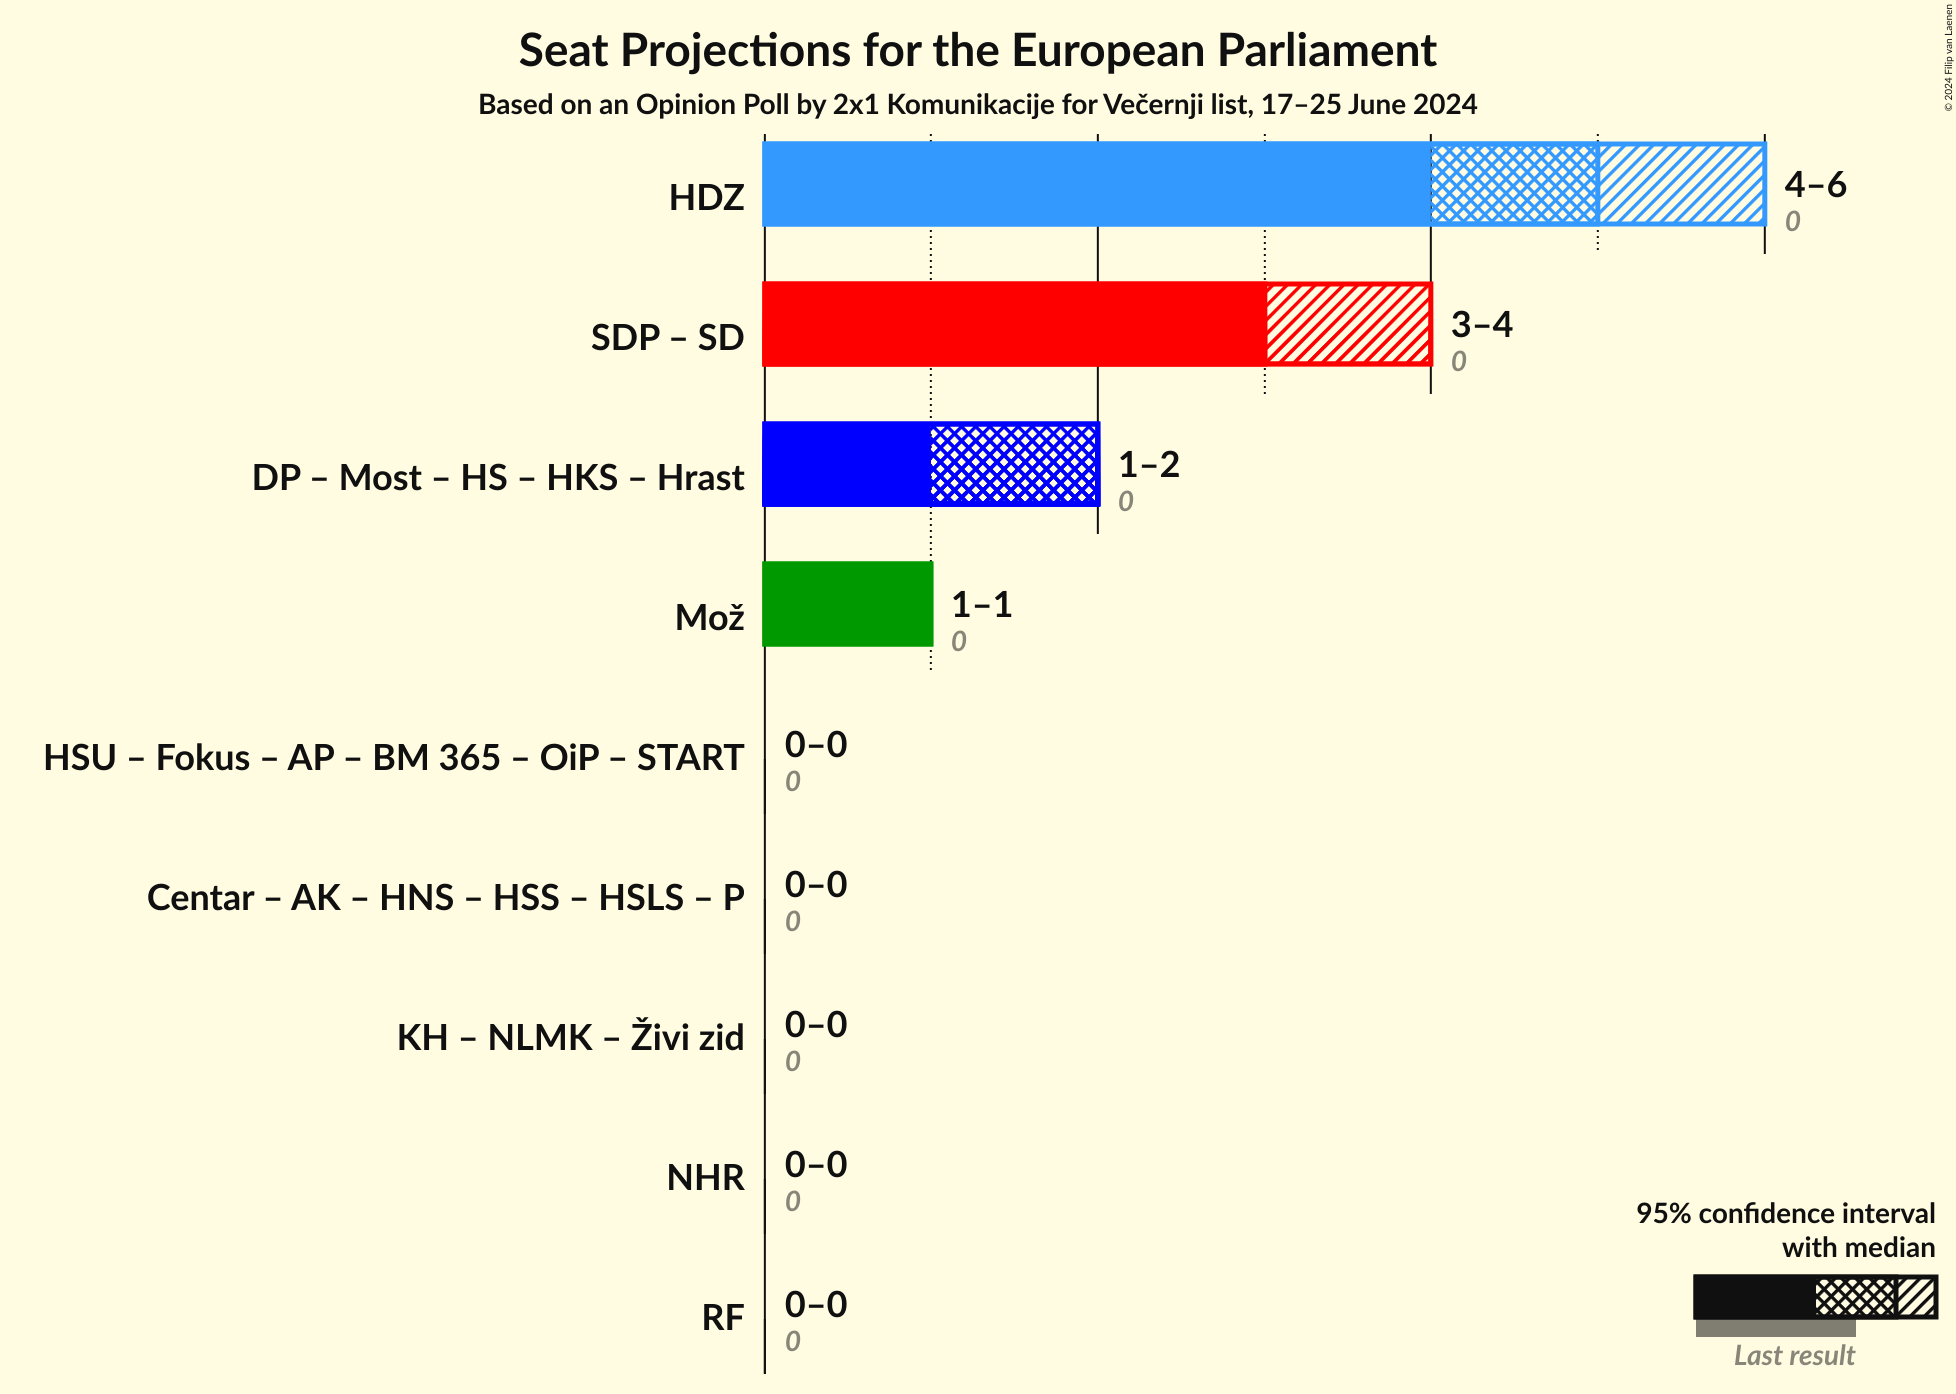 Seat Projections for the European Parliament
Based on an Opinion Poll by 2x1 Komunikacije for Večernji list, 17–25 June 2024
© 2024 Filip van Laenen
HDZ
4–6
0
SDP – SD
3–4
0
DP – Most – HS – HKS – Hrast
1–2
0
Mož
1–1
0
HSU – Fokus – AP – BM 365 – OiP – START
0–0
0
Centar – AK – HNS – HSS – HSLS – P
0–0
0
KH – NLMK – Živi zid
0–0
0
NHR
0–0
0
RF
0–0
0
95% confidence interval
with median
Last result